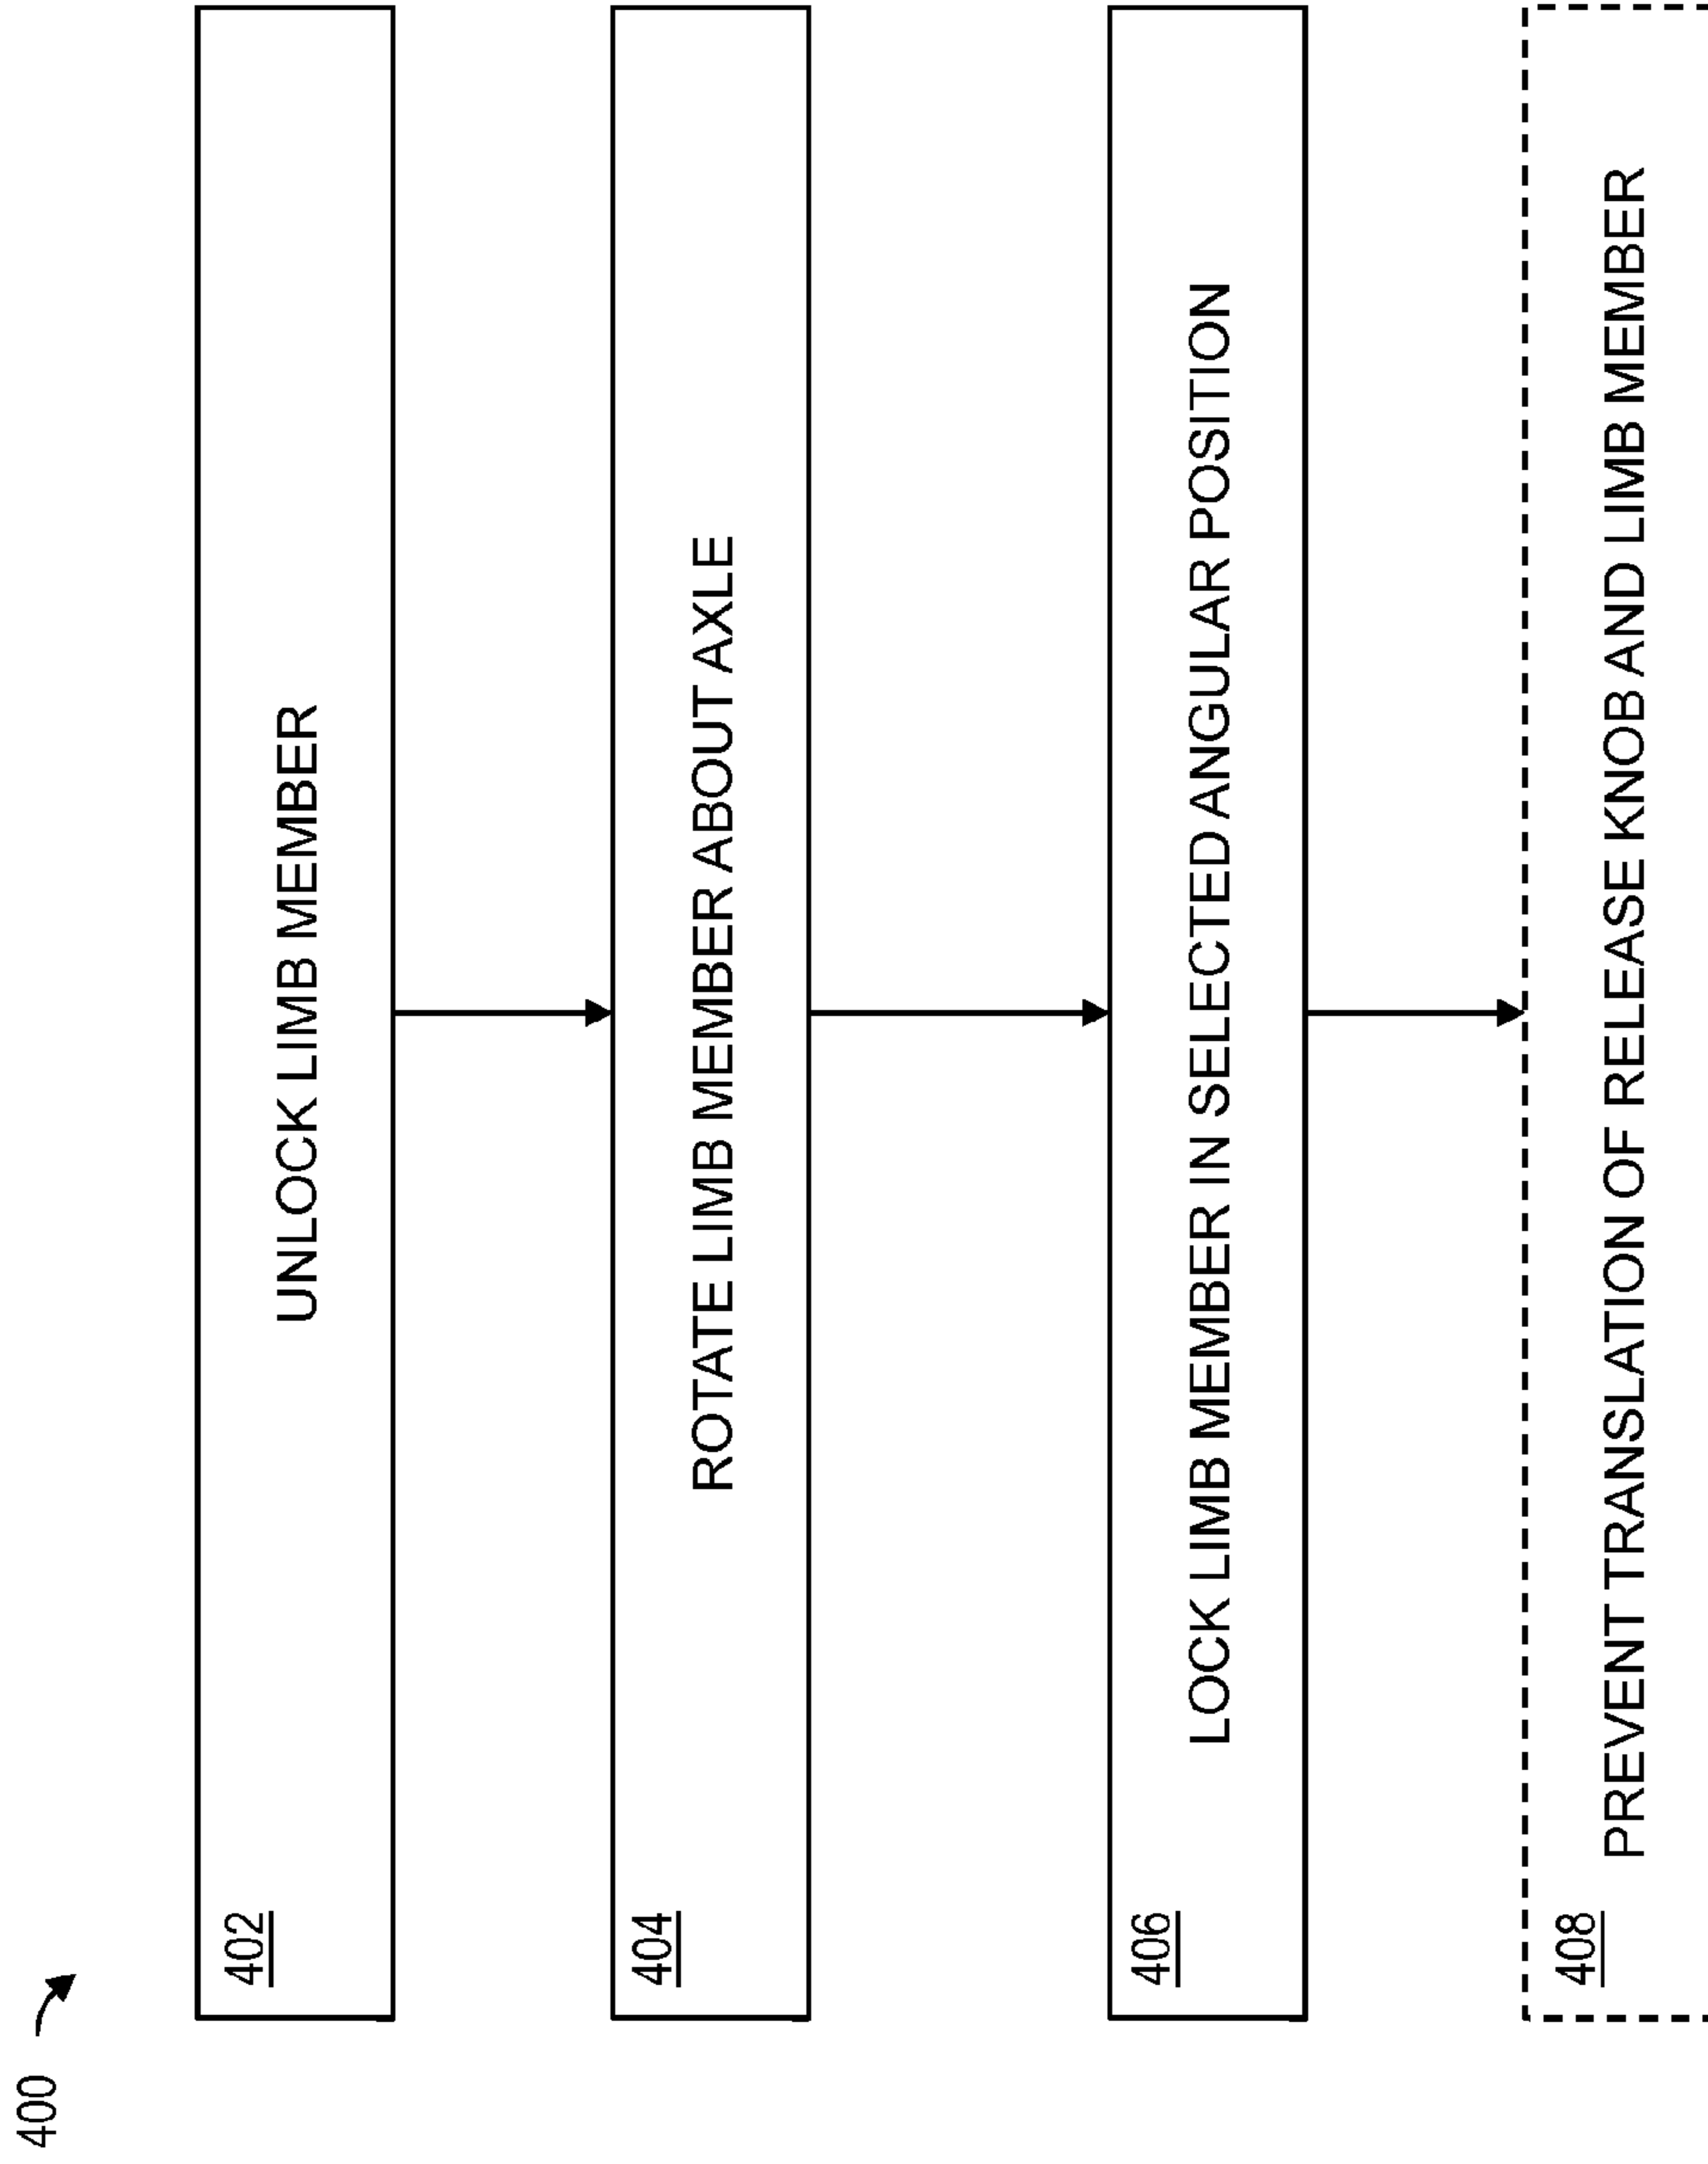 400
402
UNLOCK LIMB MEMBER
404
ROTATE LIMB MEMBER ABOUT AXLE
406
LOCK LIMB MEMBER IN SELECTED ANGULAR POSITION
408
PREVENT TRANSLATION OF RELEASE KNOB AND LIMB MEMBER